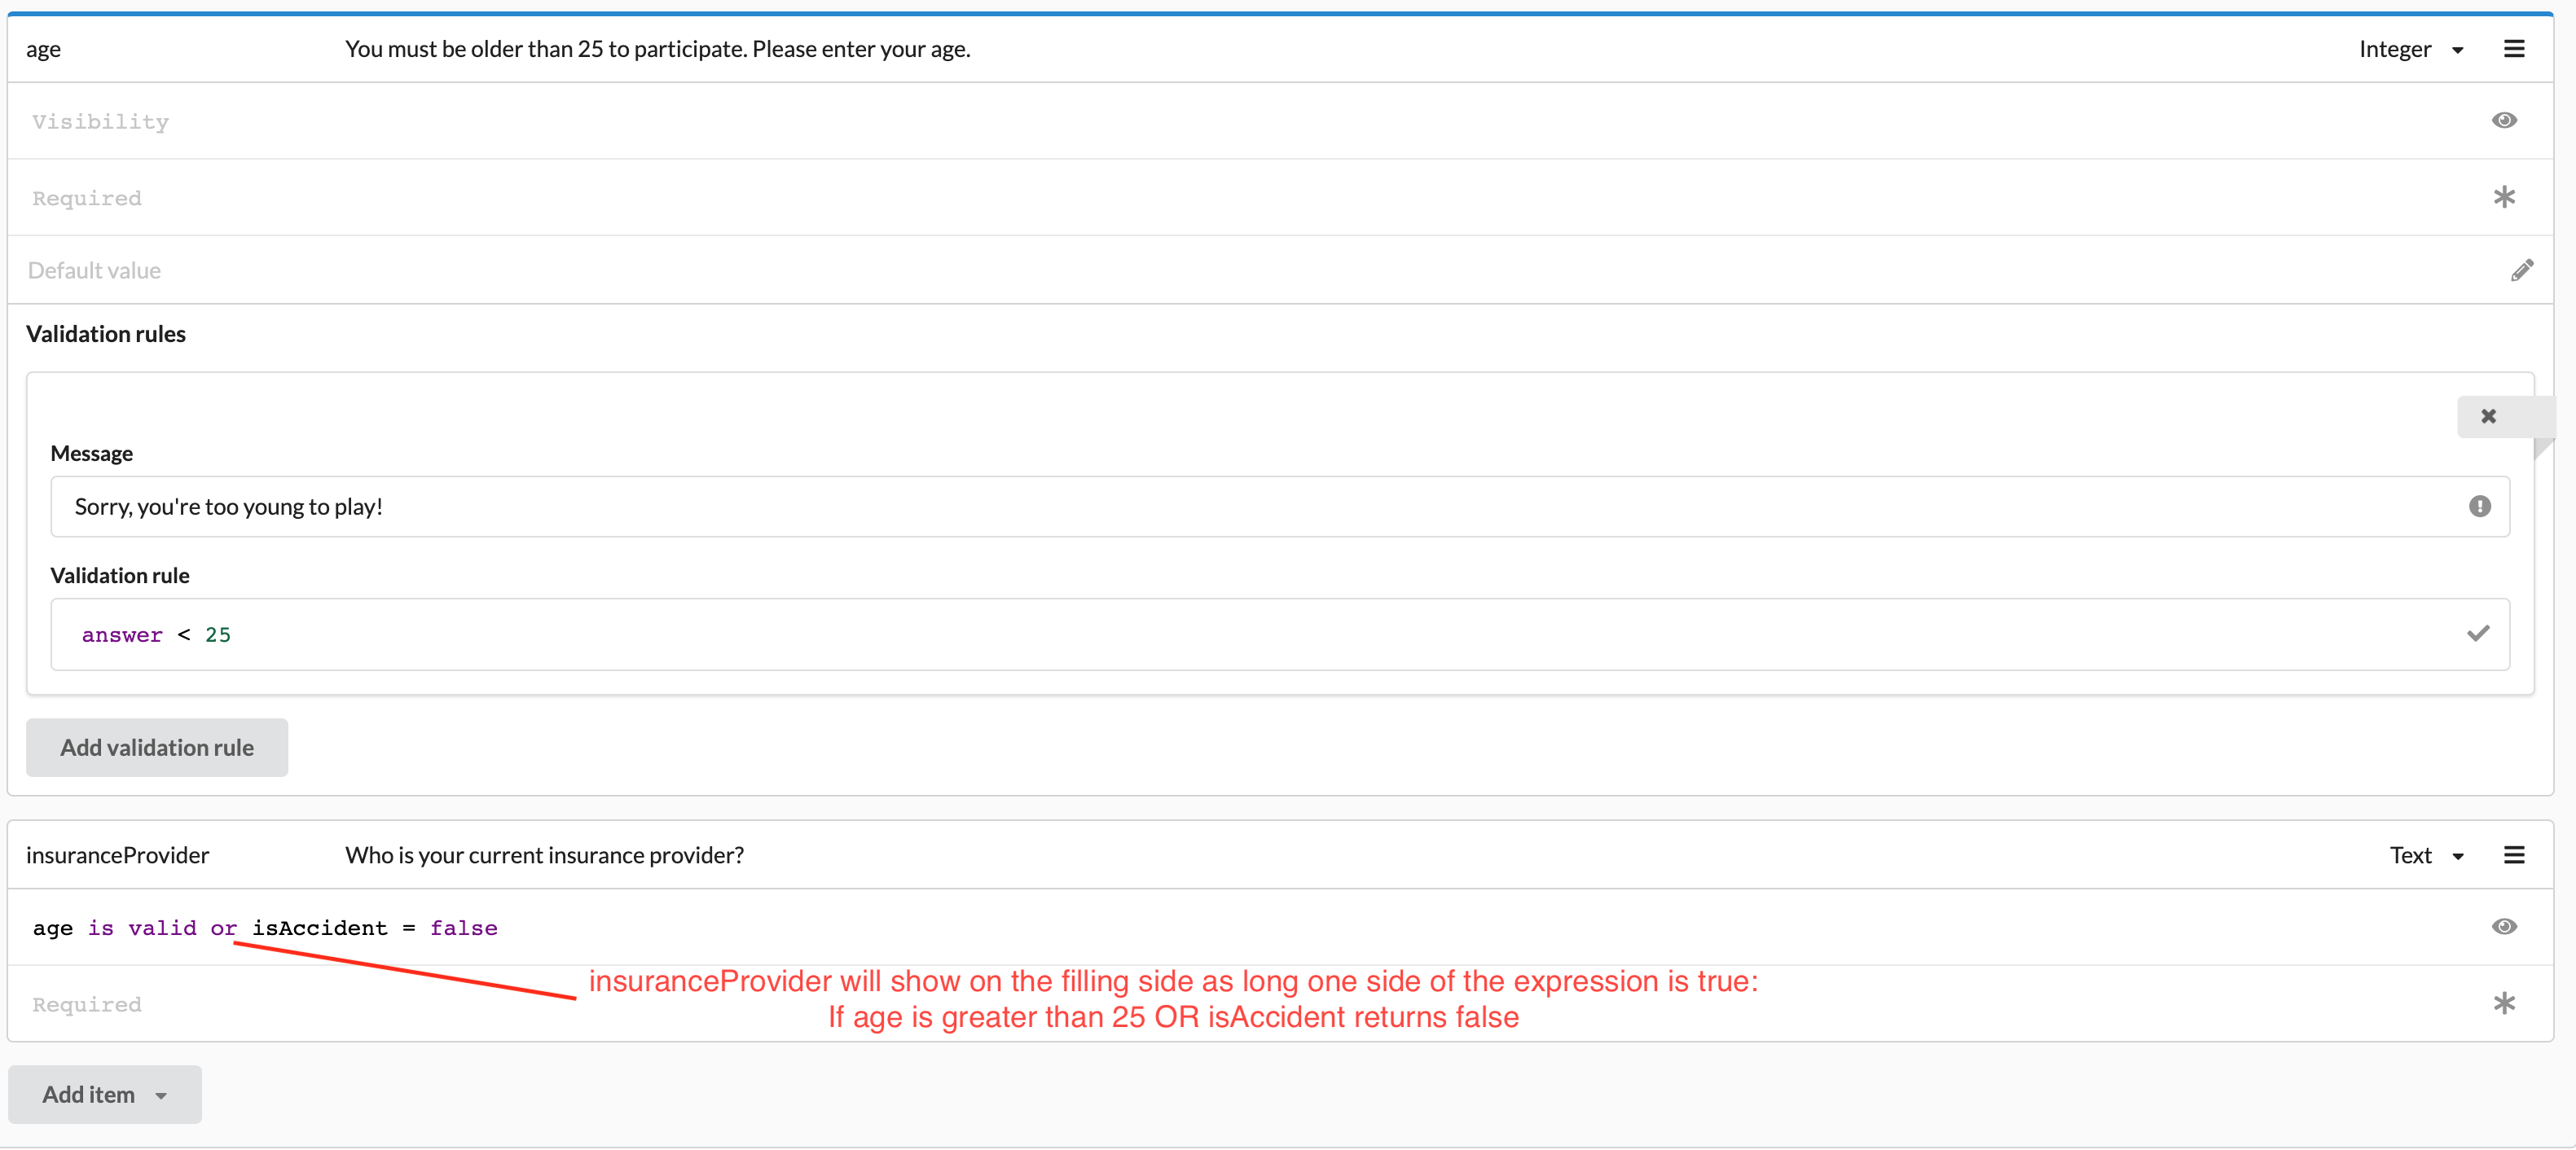 age You must be older than 25 to participate. Please enter your age. Integer
Visibility
Required
Default value
Validation rules
Message
Sorry, you're too young to play!
Validation rule
answer < 25
Add validation rule
insuranceProvider Who is your current insurance provider? Text
age is valid or isAccident = false
insuranceProvider will show on the filling side as long one side of the expression is true:
If age is greater than 25 OR isAccident returns false
Required
Add item